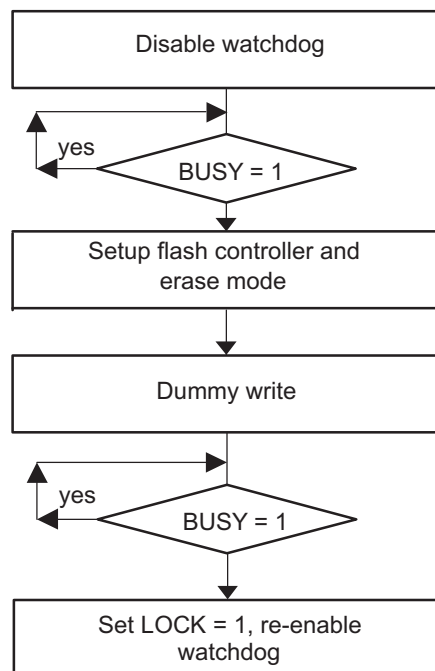 Disable watchdog
yes
BUSY = 1
Setup flash controller and
erase mode
Dummy write
yes
BUSY = 1
Set LOCK = 1, re-enable
watchdog